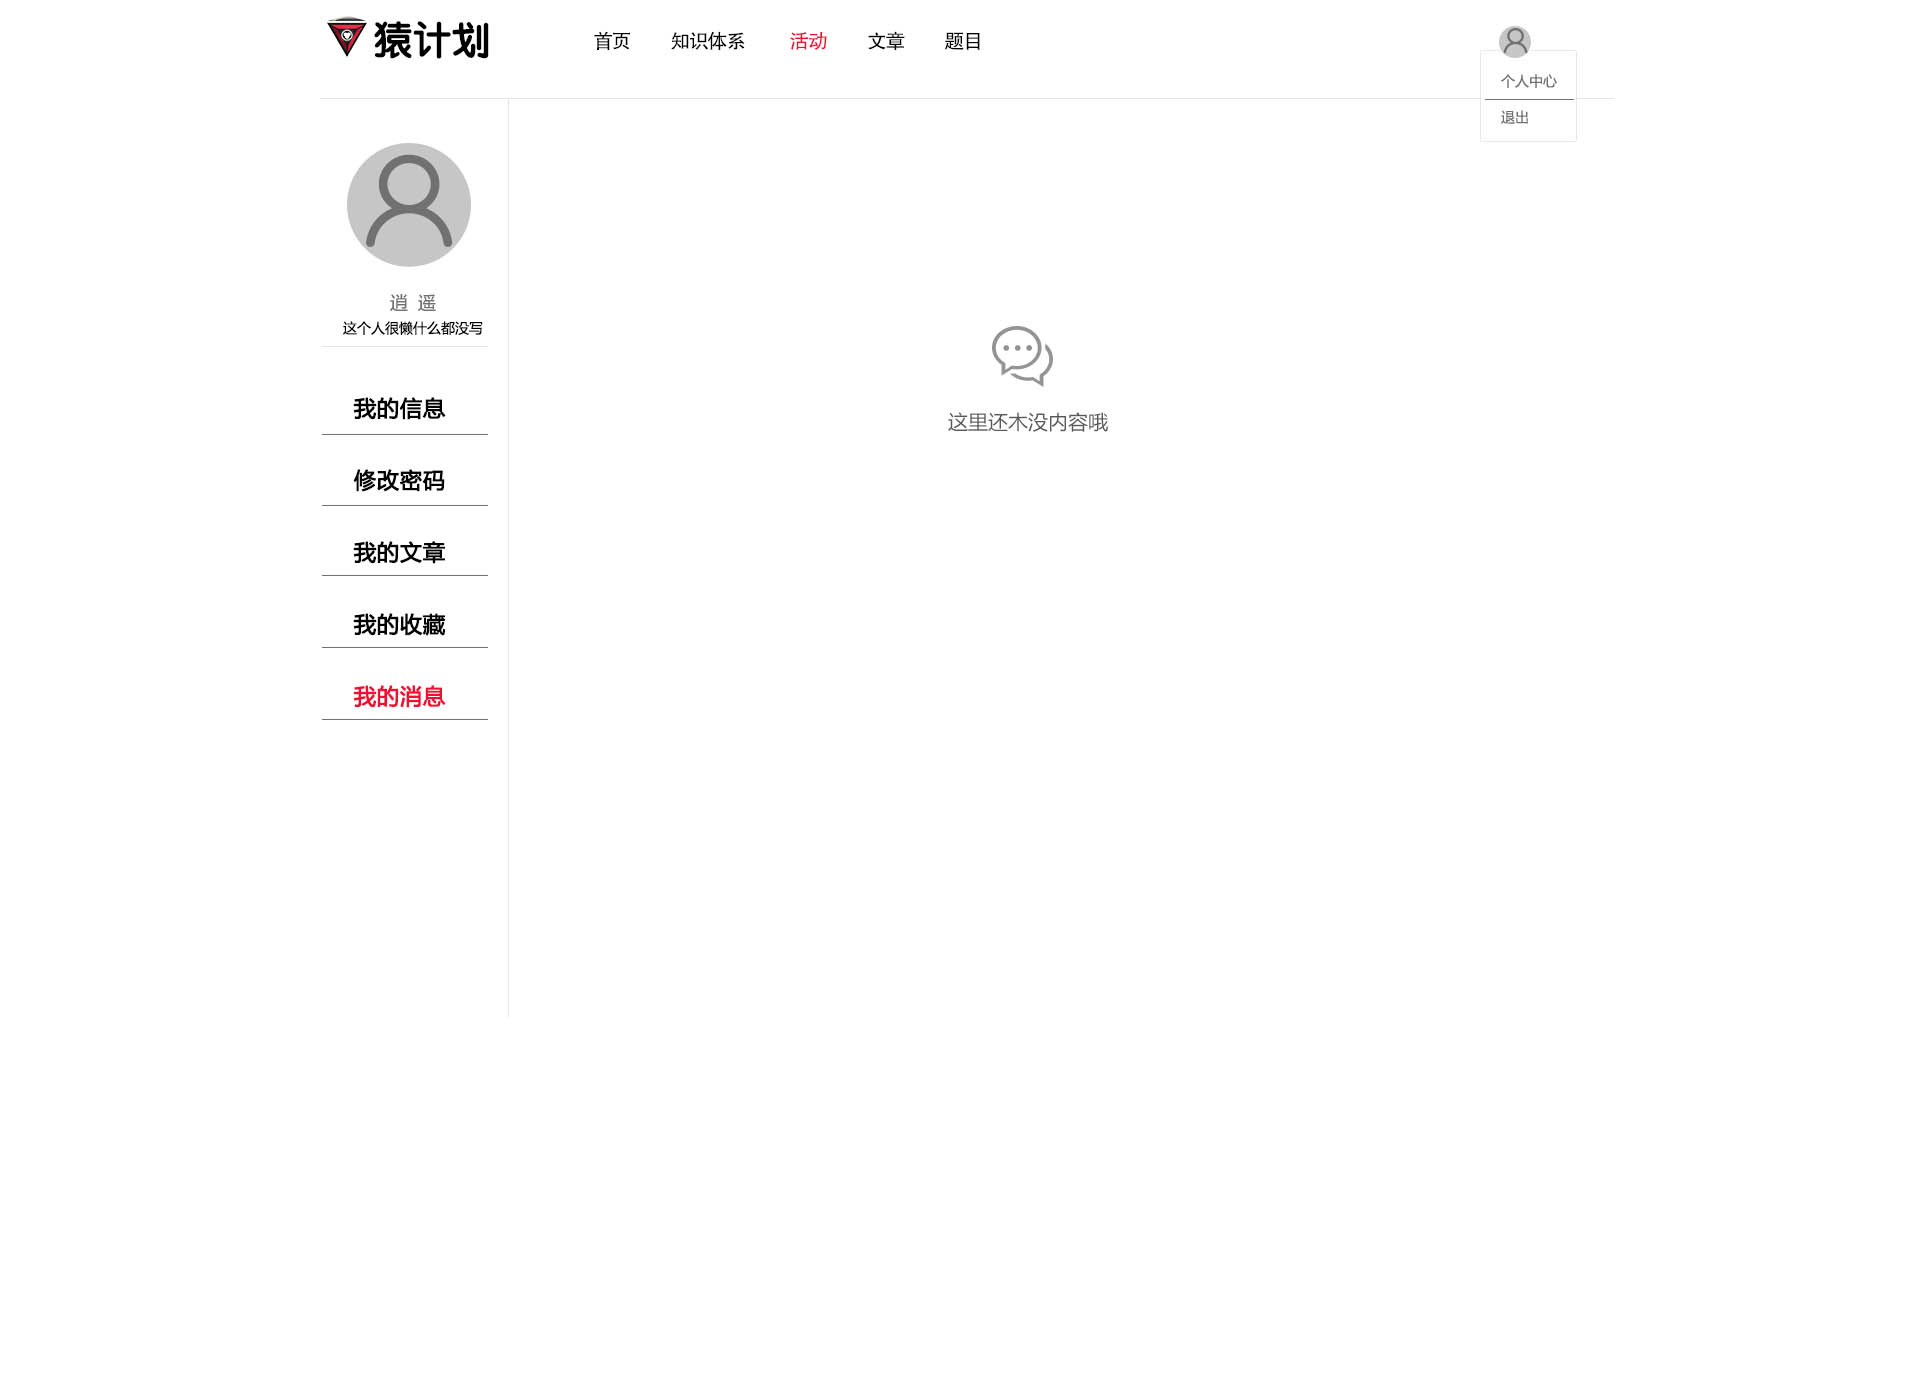 猿计划
首页 知识体系 活动 文章 题目
个人中心
退出
逍 遥
这个人很懒什么都没写
我的信息
修改密码
我的文章
我的收藏
我的消息
这里还木没内容哦